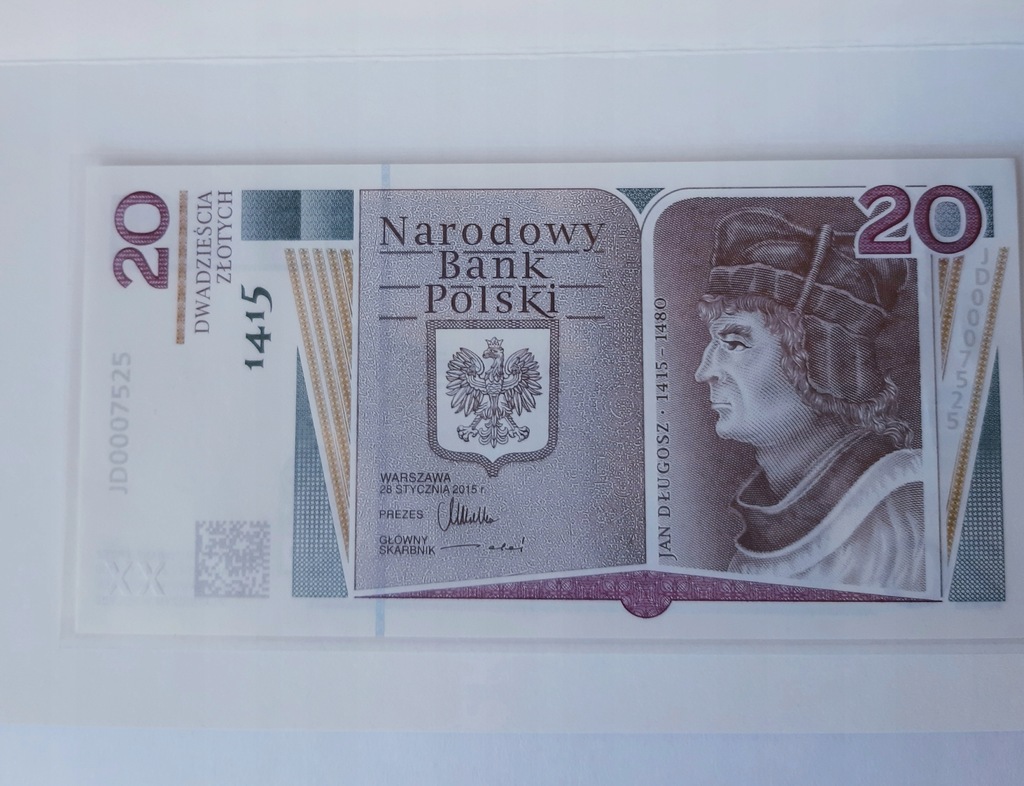 20
DWADZIEŚCIA
ZŁOTYCH
1415
JD0007525
XX
Narodowy
Bank
Polski
WARSZAWA
28 STYCZNIA 2015 r.
PREZES
GŁÓWNY
SKARBNIK
JAN DŁUGOSZ · 1415 – 1480
20
JD0007525